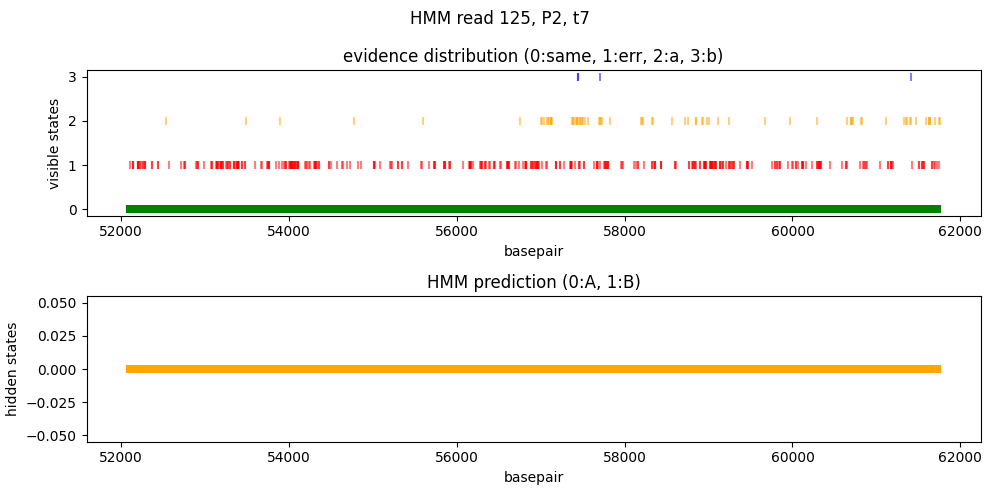 HMM read 125, P2, t7
evidence distribution (0:same, 1:err, 2:a, 3:b)
visible states
3
2
1
0
52000 54000 56000 58000 60000 62000
basepair
HMM prediction (0:A, 1:B)
hidden states
0.050
0.025
0.000
−0.025
−0.050
52000 54000 56000 58000 60000 62000
basepair